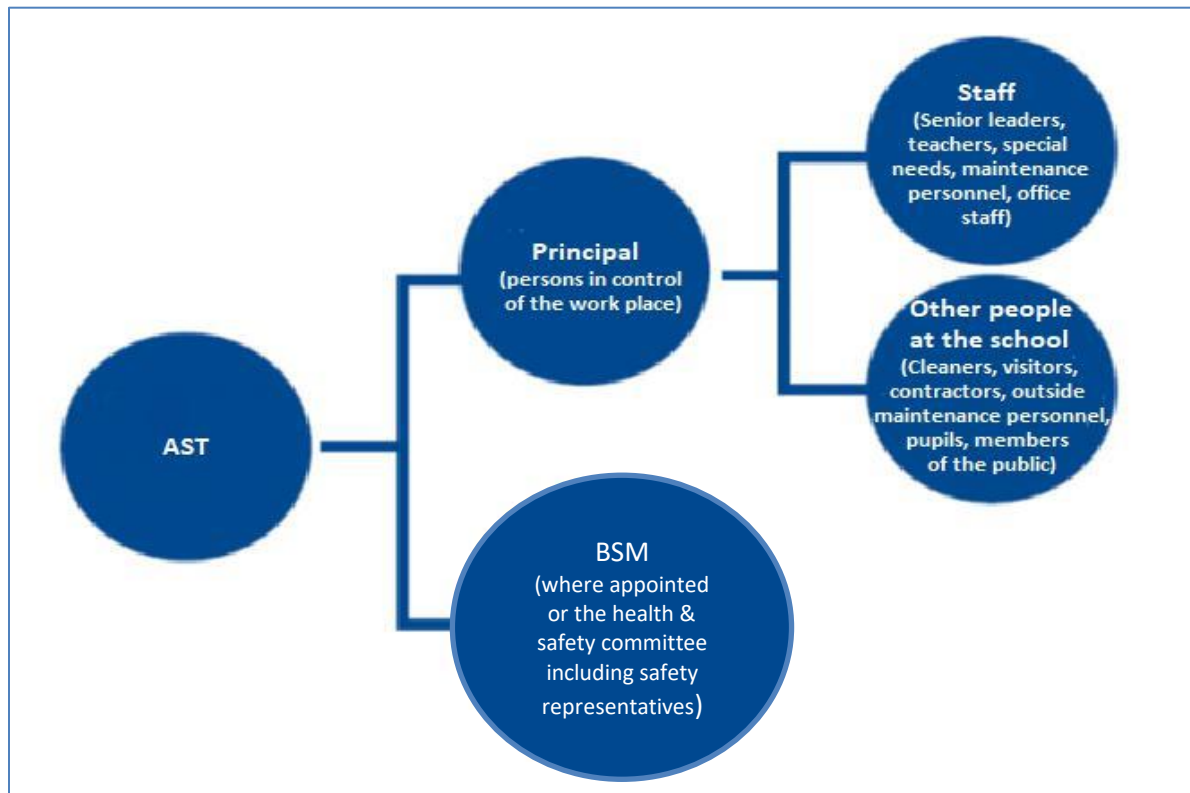 Staff
(Senior leaders,
teachers, special
needs, maintenance
personnel, office
staff)
Principal
(persons in control
of the work place)
Other people
at the school
(Cleaners, visitors,
contractors, outside
maintenance personnel,
pupils, members
of the public)
AST
BSM
(where appointed
or the health &
safety committee
including safety
representatives)